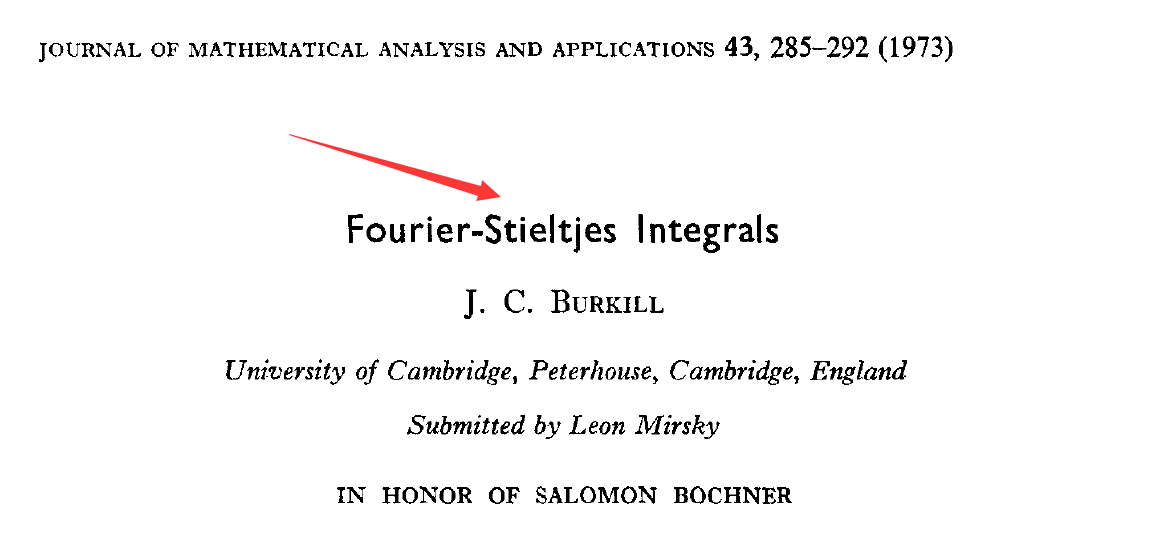 JOURNAL OF MATHEMATICAL ANALYSIS AND APPLICATIONS 43, 285–292 (1973)
Fourier-Stieltjes Integrals
J. C. BURKILL
University of Cambridge, Peterhouse, Cambridge, England
Submitted by Leon Mirsky
IN HONOR OF SALOMON BOCHNER